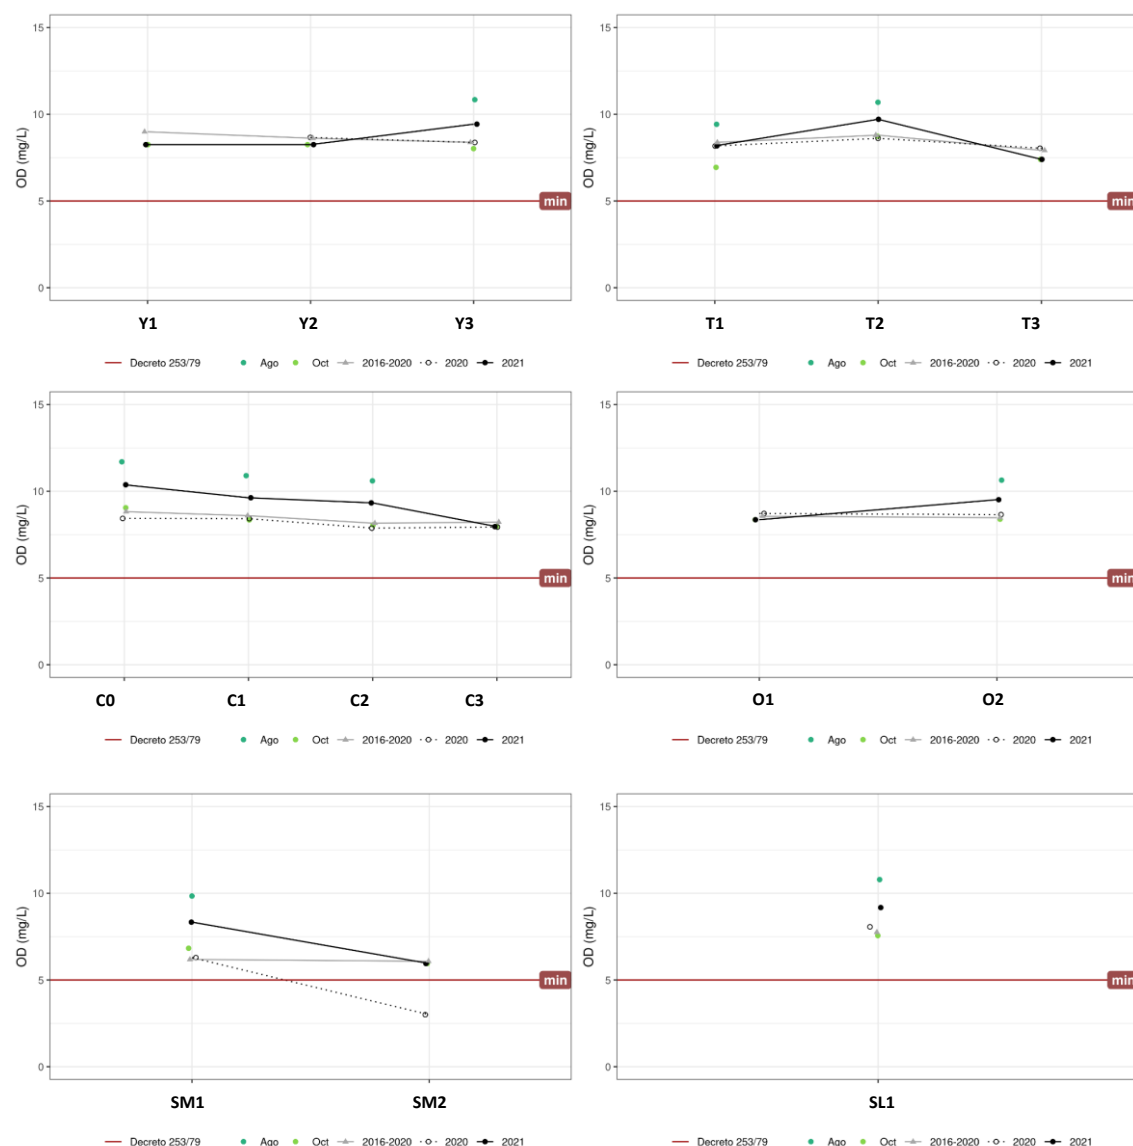 15
10
5
0
OD (mg/L)
min
Y1 Y2 Y3
Decreto 253/79 Ago Oct 2016-2020 2020 2021
15
10
5
0
OD (mg/L)
min
T1 T2 T3
Decreto 253/79 Ago Oct 2016-2020 2020 2021
15
10
5
0
OD (mg/L)
min
C0 C1 C2 C3
Decreto 253/79 Ago Oct 2016-2020 2020 2021
15
10
5
0
OD (mg/L)
min
O1 O2
Decreto 253/79 Ago Oct 2016-2020 2020 2021
15
10
5
0
OD (mg/L)
min
SM1 SM2
Decreto 253/79 Ago Oct 2016-2020 2020 2021
15
10
5
0
OD (mg/L)
min
SL1
Decreto 253/79 Ago Oct 2016-2020 2020 2021